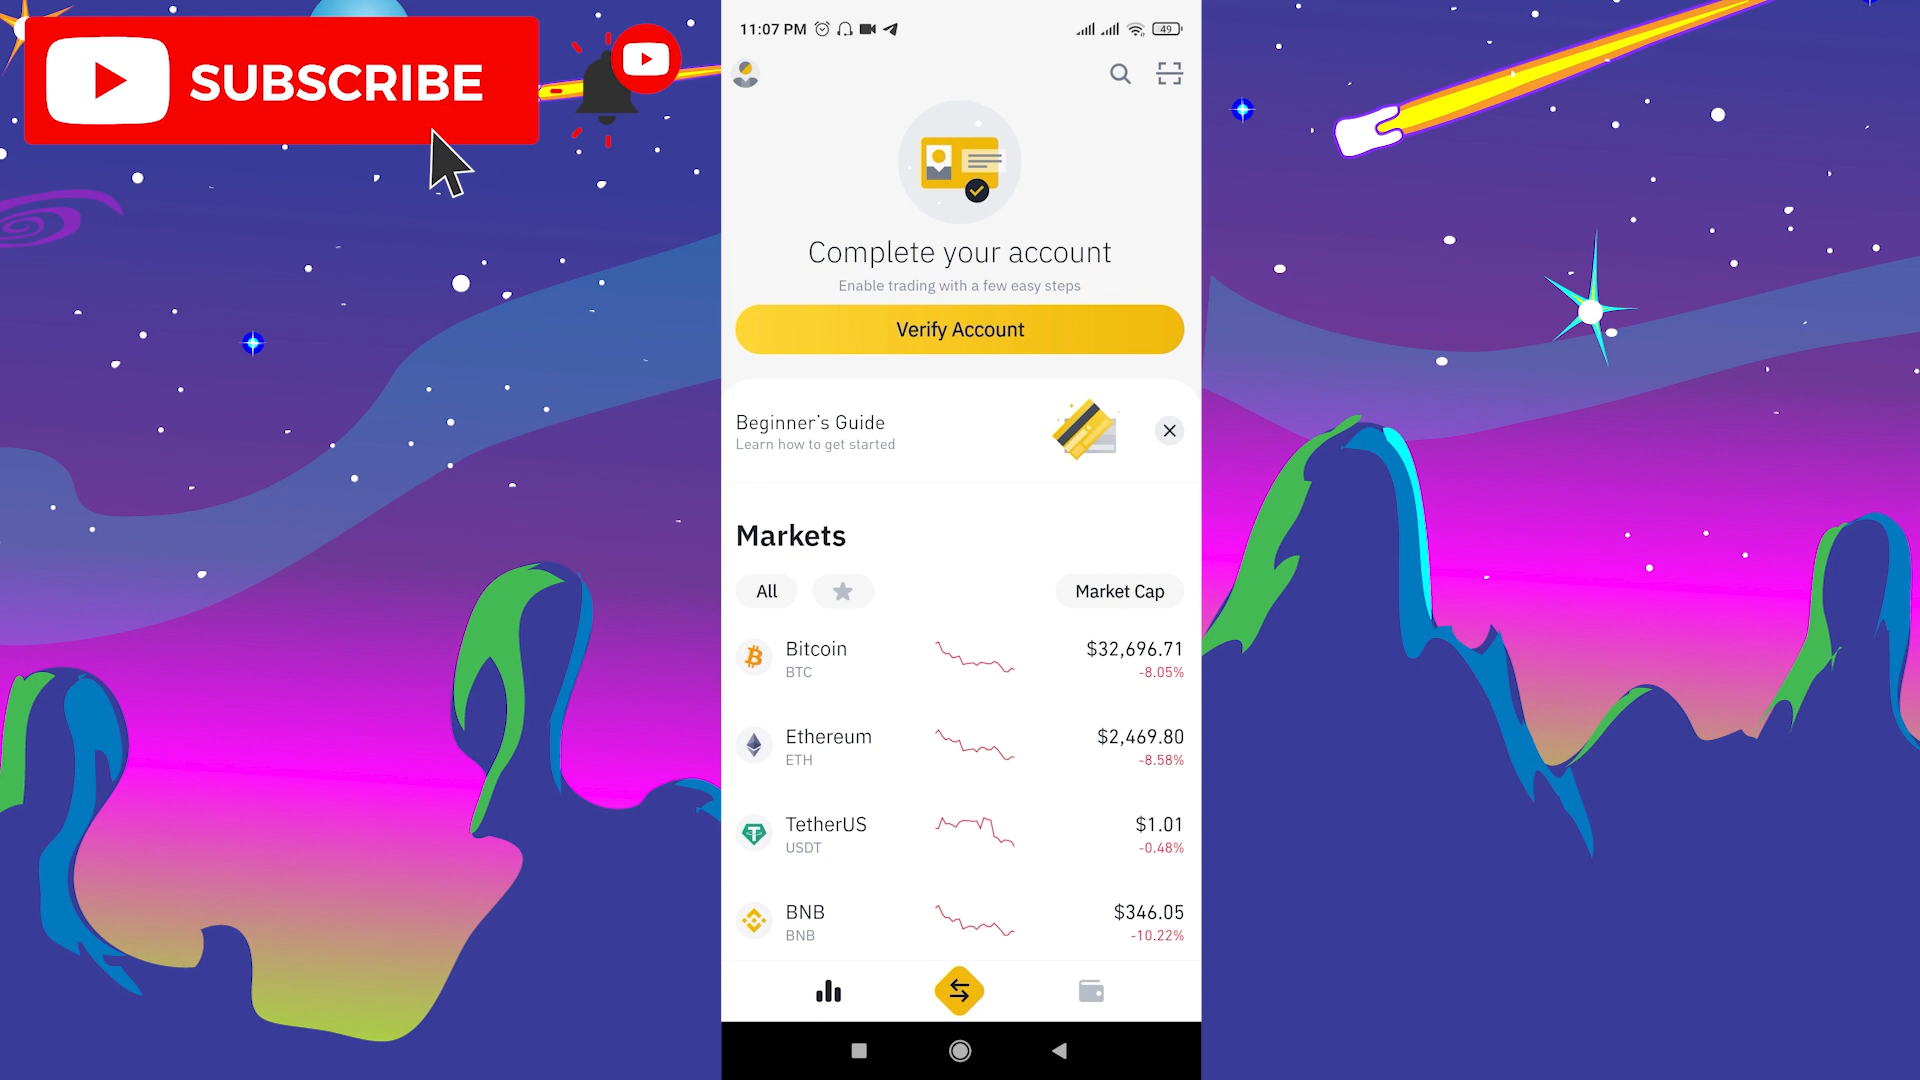 SUBSCRIBE
11:07 PM
49
Complete your account
Enable trading with a few easy steps
Verify Account
Beginner's Guide
Learn how to get started
Markets
All
Market Cap
Bitcoin
$32,696.71
BTC
-8.05%
Ethereum
$2,469.80
ETH
-8.58%
TetherUS
$1.01
USDT
-0.48%
BNB
$346.05
BNB
-10.22%